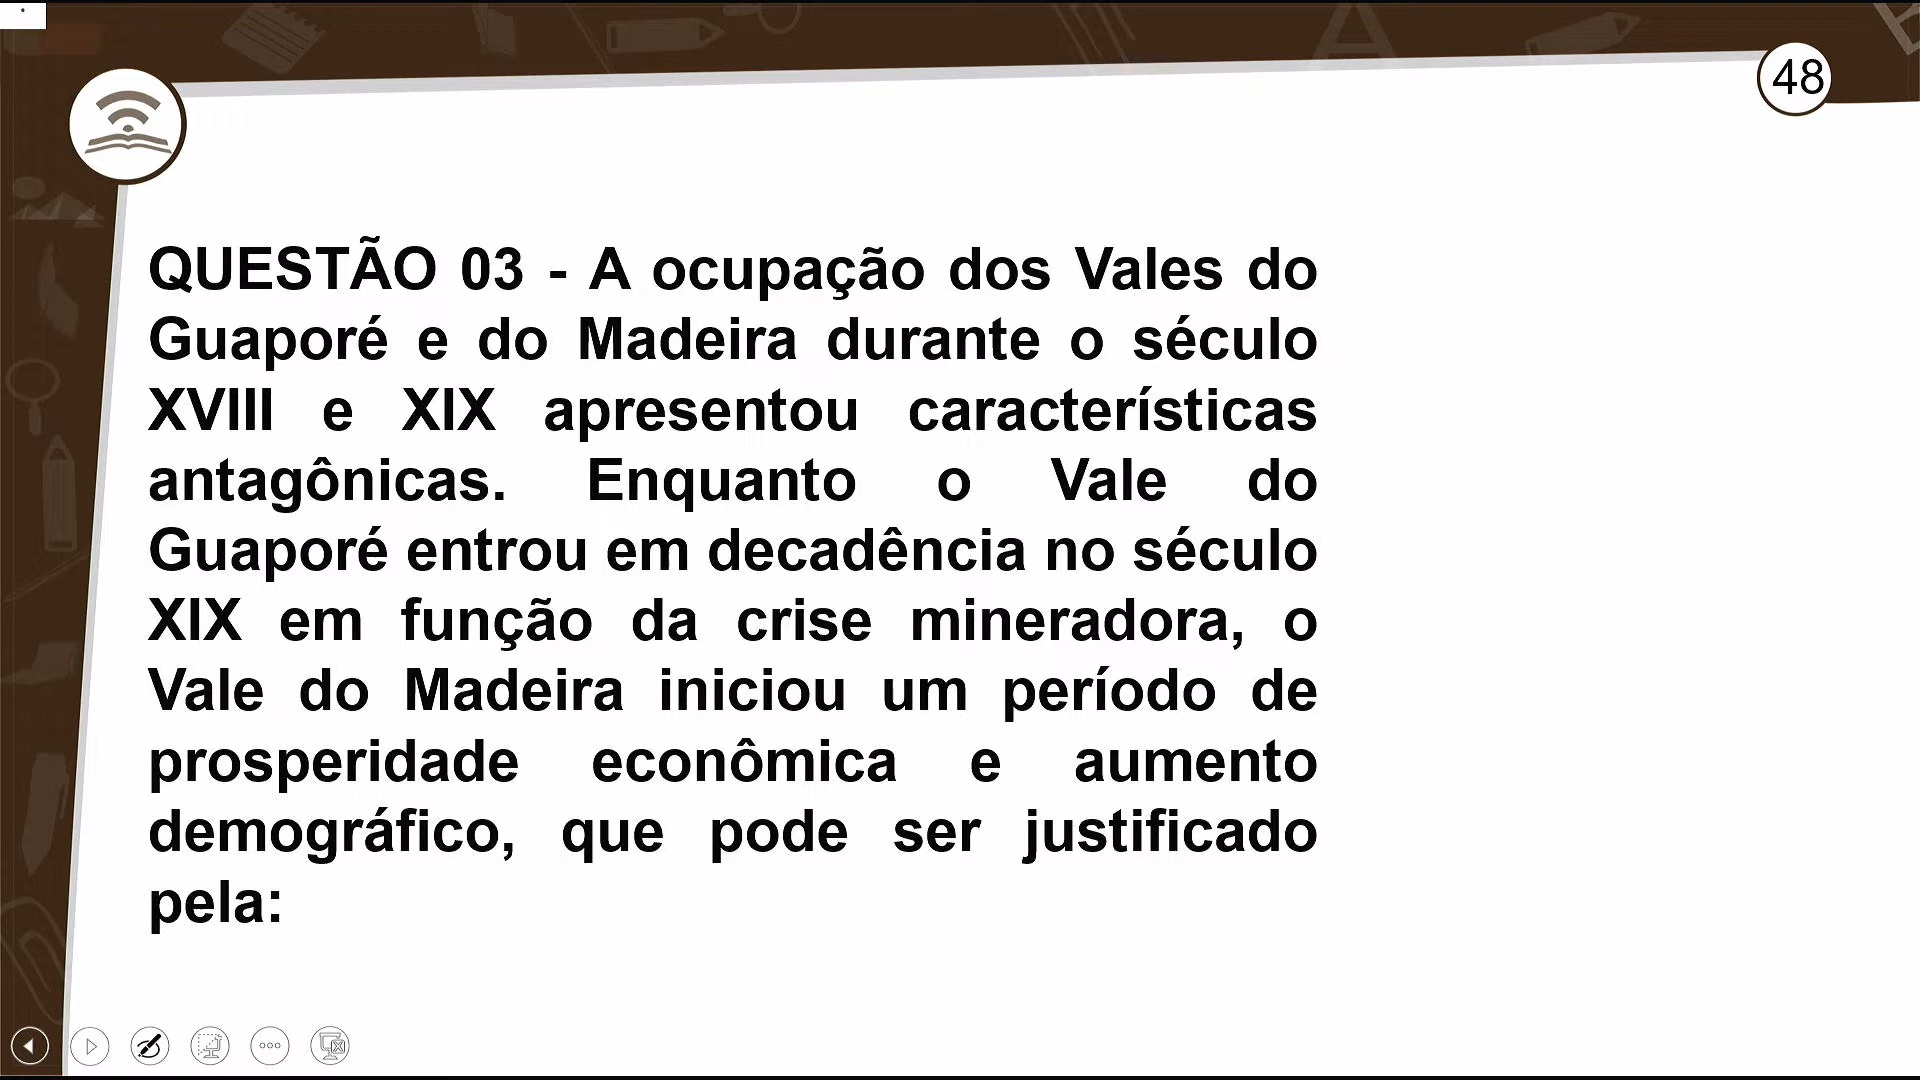 48
QUESTÃO 03 - A ocupação dos Vales do
Guaporé e do Madeira durante o século
XVIII e XIX apresentou características
antagônicas. Enquanto o Vale do
Guaporé entrou em decadência no século
XIX em função da crise mineradora, o
Vale do Madeira iniciou um período de
prosperidade econômica e aumento
demográfico, que pode ser justificado
pela: